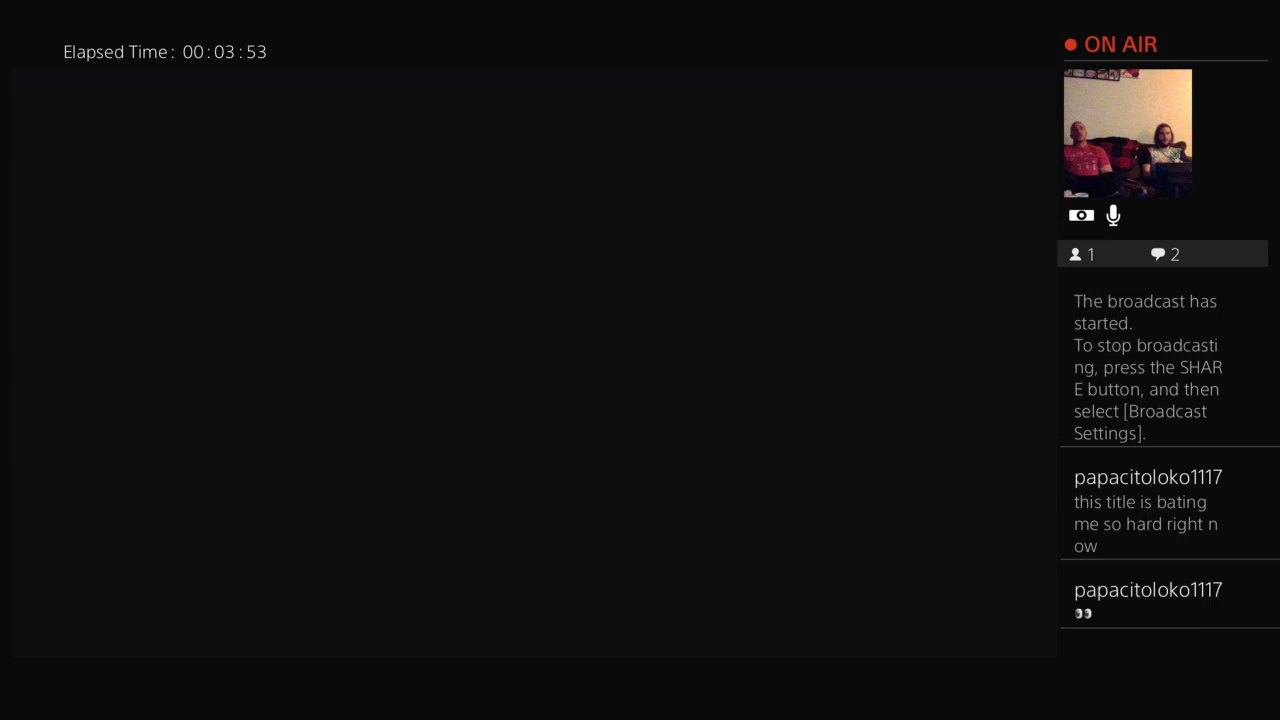 Elapsed Time: 00:03:53
ON AIR
1 2
The broadcast has
started.
To stop broadcasti
ng, press the SHAR
E button, and then
select [Broadcast
Settings].
papacitoloko1117
this title is bating
me so hard right n
ow
papacitoloko1117
👀